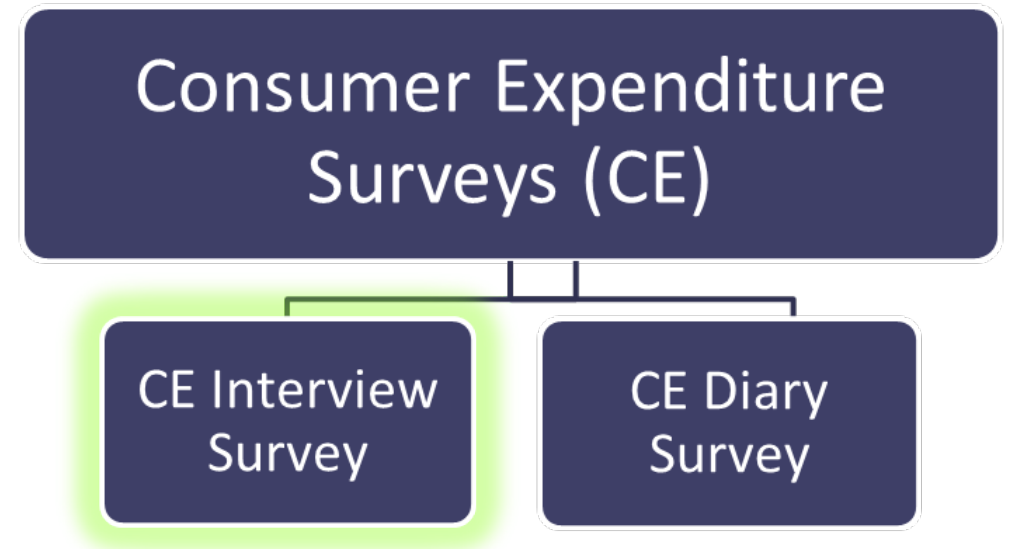 Consumer Expenditure
Surveys (CE)
CE Interview
Survey
CE Diary
Survey